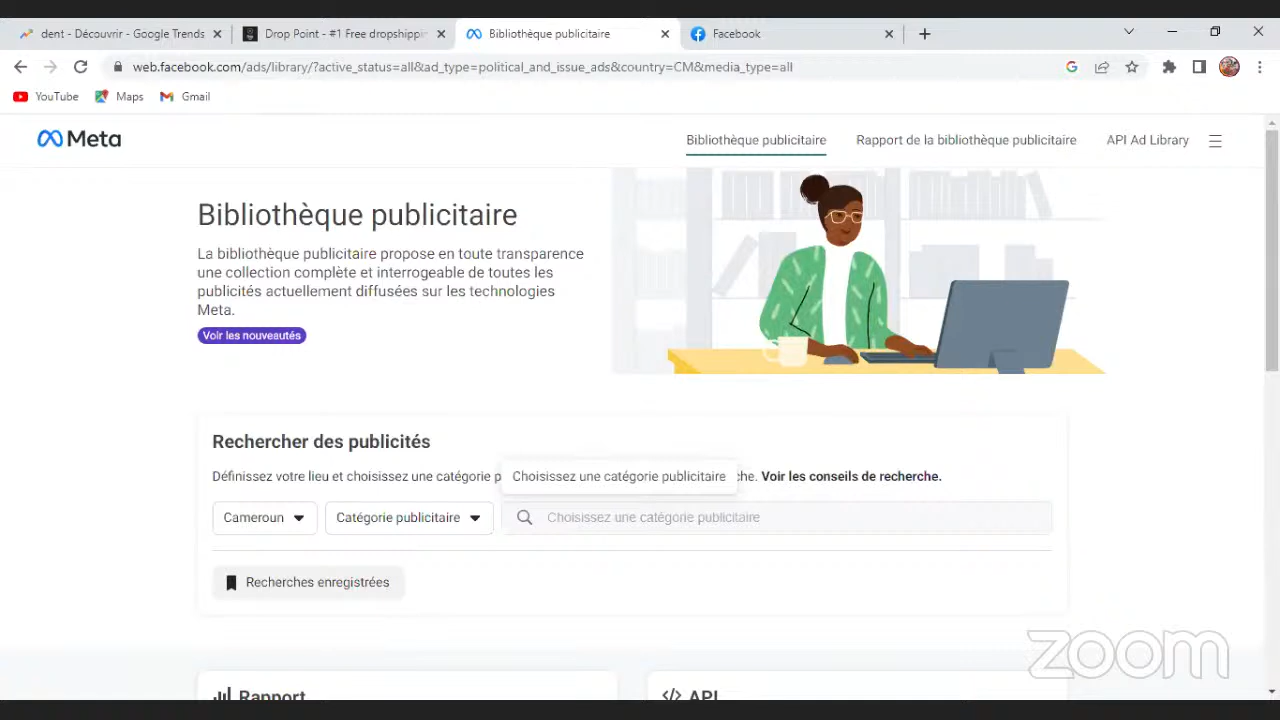 dent - Découvrir - Google Trends
Drop Point - #1 Free dropshippin
Bibliothèque publicitaire
Facebook
web.facebook.com/ads/library/?active_status=all&ad_type=political_and_issue_ads&country=CM&media_type=all
YouTube
Maps
Gmail
Meta
Bibliothèque publicitaire
Rapport de la bibliothèque publicitaire
API Ad Library
Bibliothèque publicitaire
La bibliothèque publicitaire propose en toute transparence
une collection complète et interrogeable de toutes les
publicités actuellement diffusées sur les technologies
Meta.
Voir les nouveautés
Rechercher des publicités
Définissez votre lieu et choisissez une catégorie p
Choisissez une catégorie publicitaire
che. Voir les conseils de recherche.
Cameroun
Catégorie publicitaire
Choisissez une catégorie publicitaire
Recherches enregistrées
zoom
Rapport
API